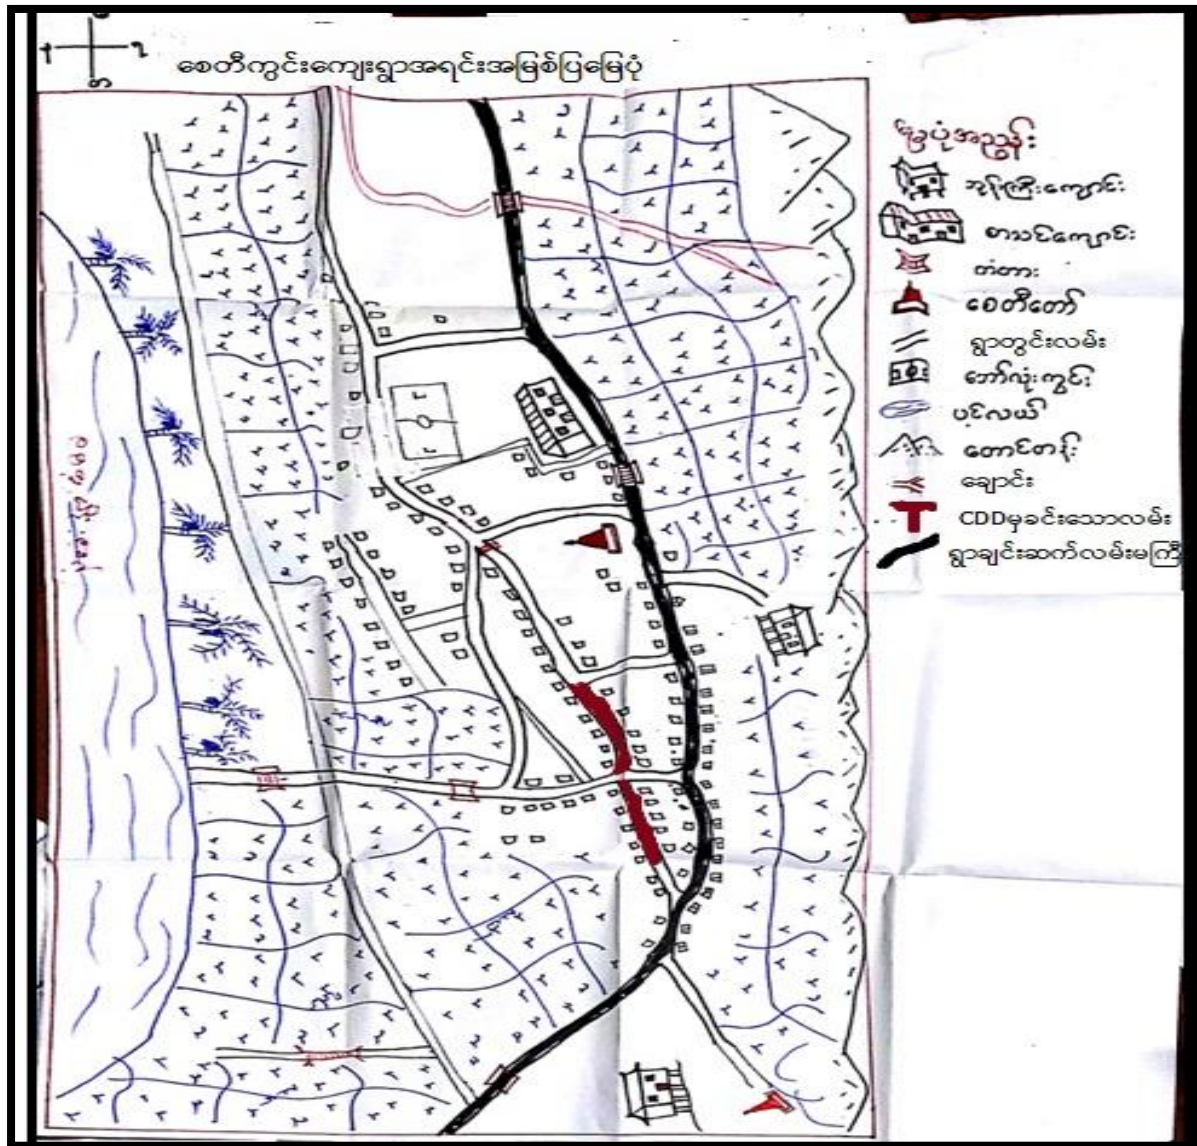 စေတီကွင်းကျေးရွာအရင်းအမြစ်ပြမြေပုံ
မြေပုံအညွှန်း
ဘုန်းကြီးကျောင်း
စာသင်ကျောင်း
တံတား
စေတီတော်
ရွာတွင်းလမ်း
ဘော်လုံးကွင်း
ပင်လယ်
တောင်တန်း
ချောင်း
CDDမှခင်းသောလမ်း
ရွာချင်းဆက်လမ်းမကြီ